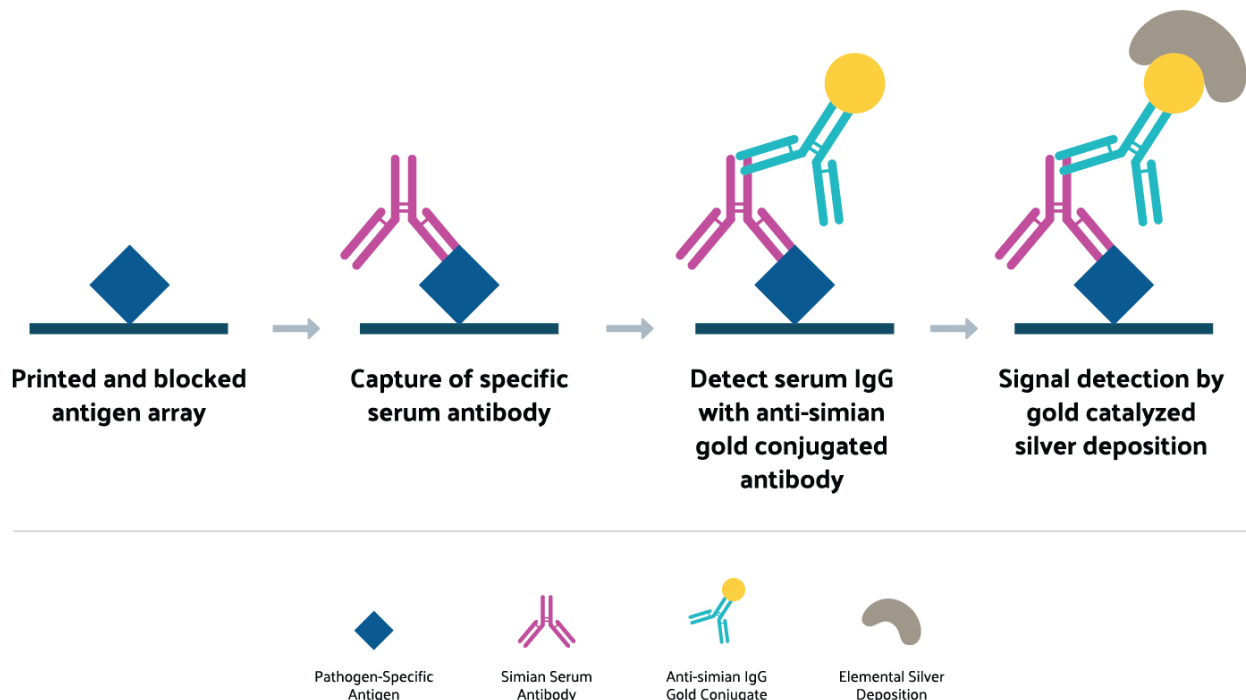 Printed and blocked
antigen array
Capture of specific
serum antibody
Detect serum IgG
with anti-simian
gold conjugated
antibody
Signal detection by
gold catalyzed
silver deposition
Pathogen-Specific
Antigen
Simian Serum
Antibody
Anti-simian IgG
Gold Conjugate
Elemental Silver
Deposition